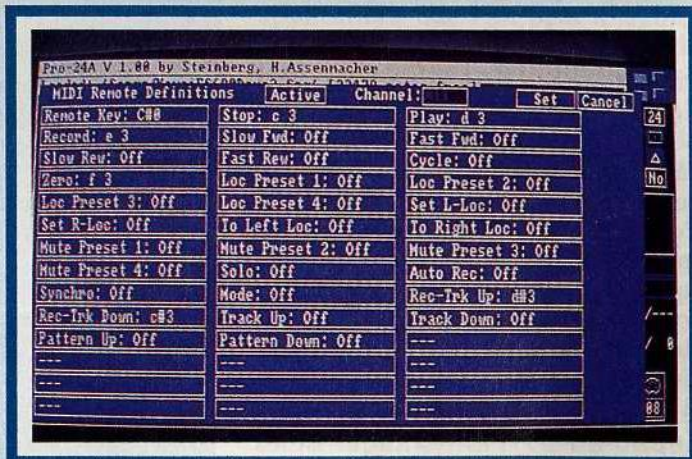 Pro-24A V 1.00 by Steinberg, H.Assenmacher
MIDI Remote Definitions Active Channel: Set Cancel
Remote Key: C#0 Stop: c 3 Play: d 3
24
Record: e 3 Slow Fwd: Off Fast Fwd: Off
Slow Rew: Off Fast Rew: Off Cycle: Off
Zero: f 3 Loc Preset 1: Off Loc Preset 2: Off
No
Loc Preset 3: Off Loc Preset 4: Off Set L-Loc: Off
Set R-Loc: Off To Left Loc: Off To Right Loc: Off
Mute Preset 1: Off Mute Preset 2: Off Mute Preset 3: Off
Mute Preset 4: Off Solo: Off Auto Rec: Off
Synchro: Off Mode: Off Rec-Trk Up: d#3
Rec-Trk Down: c#3 Track Up: Off Track Down: Off
/---
Pattern Up: Off Pattern Down: Off ---
/ 0
--- --- ---
--- --- ---
--- --- ---
08